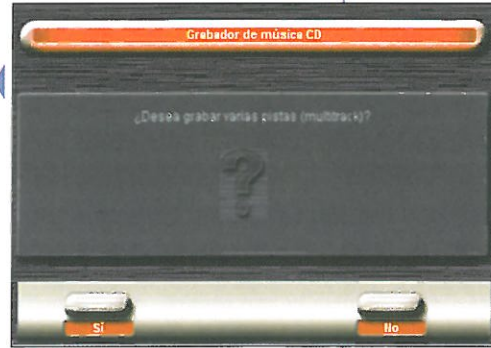 Grabador de música CD
¿Desea grabar varias pistas (multitrack)?
?
Sí
No